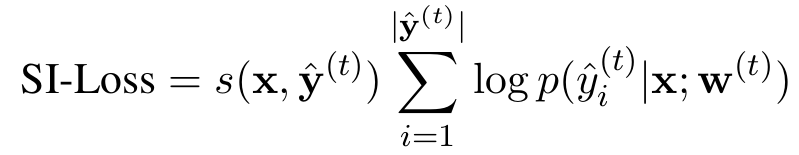 SI-Loss = s(𝐱, ŷ^{(t)}) ∑_{i=1}^{|ŷ^{(t)}|} log p(ŷ_i^{(t)}|𝐱; 𝐰^{(t)})